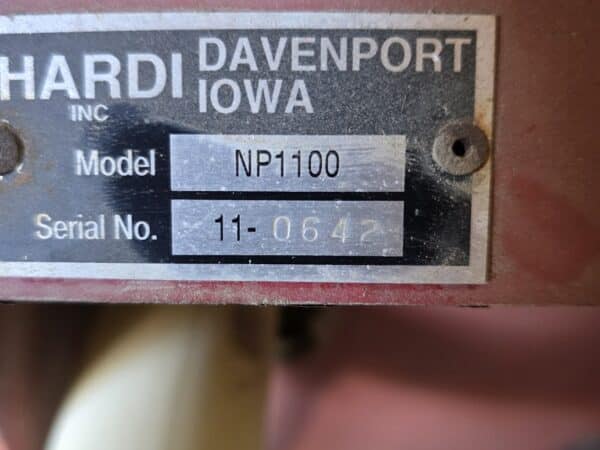 HARDI DAVENPORT
INC IOWA
Model NP1100
Serial No. 11-0642